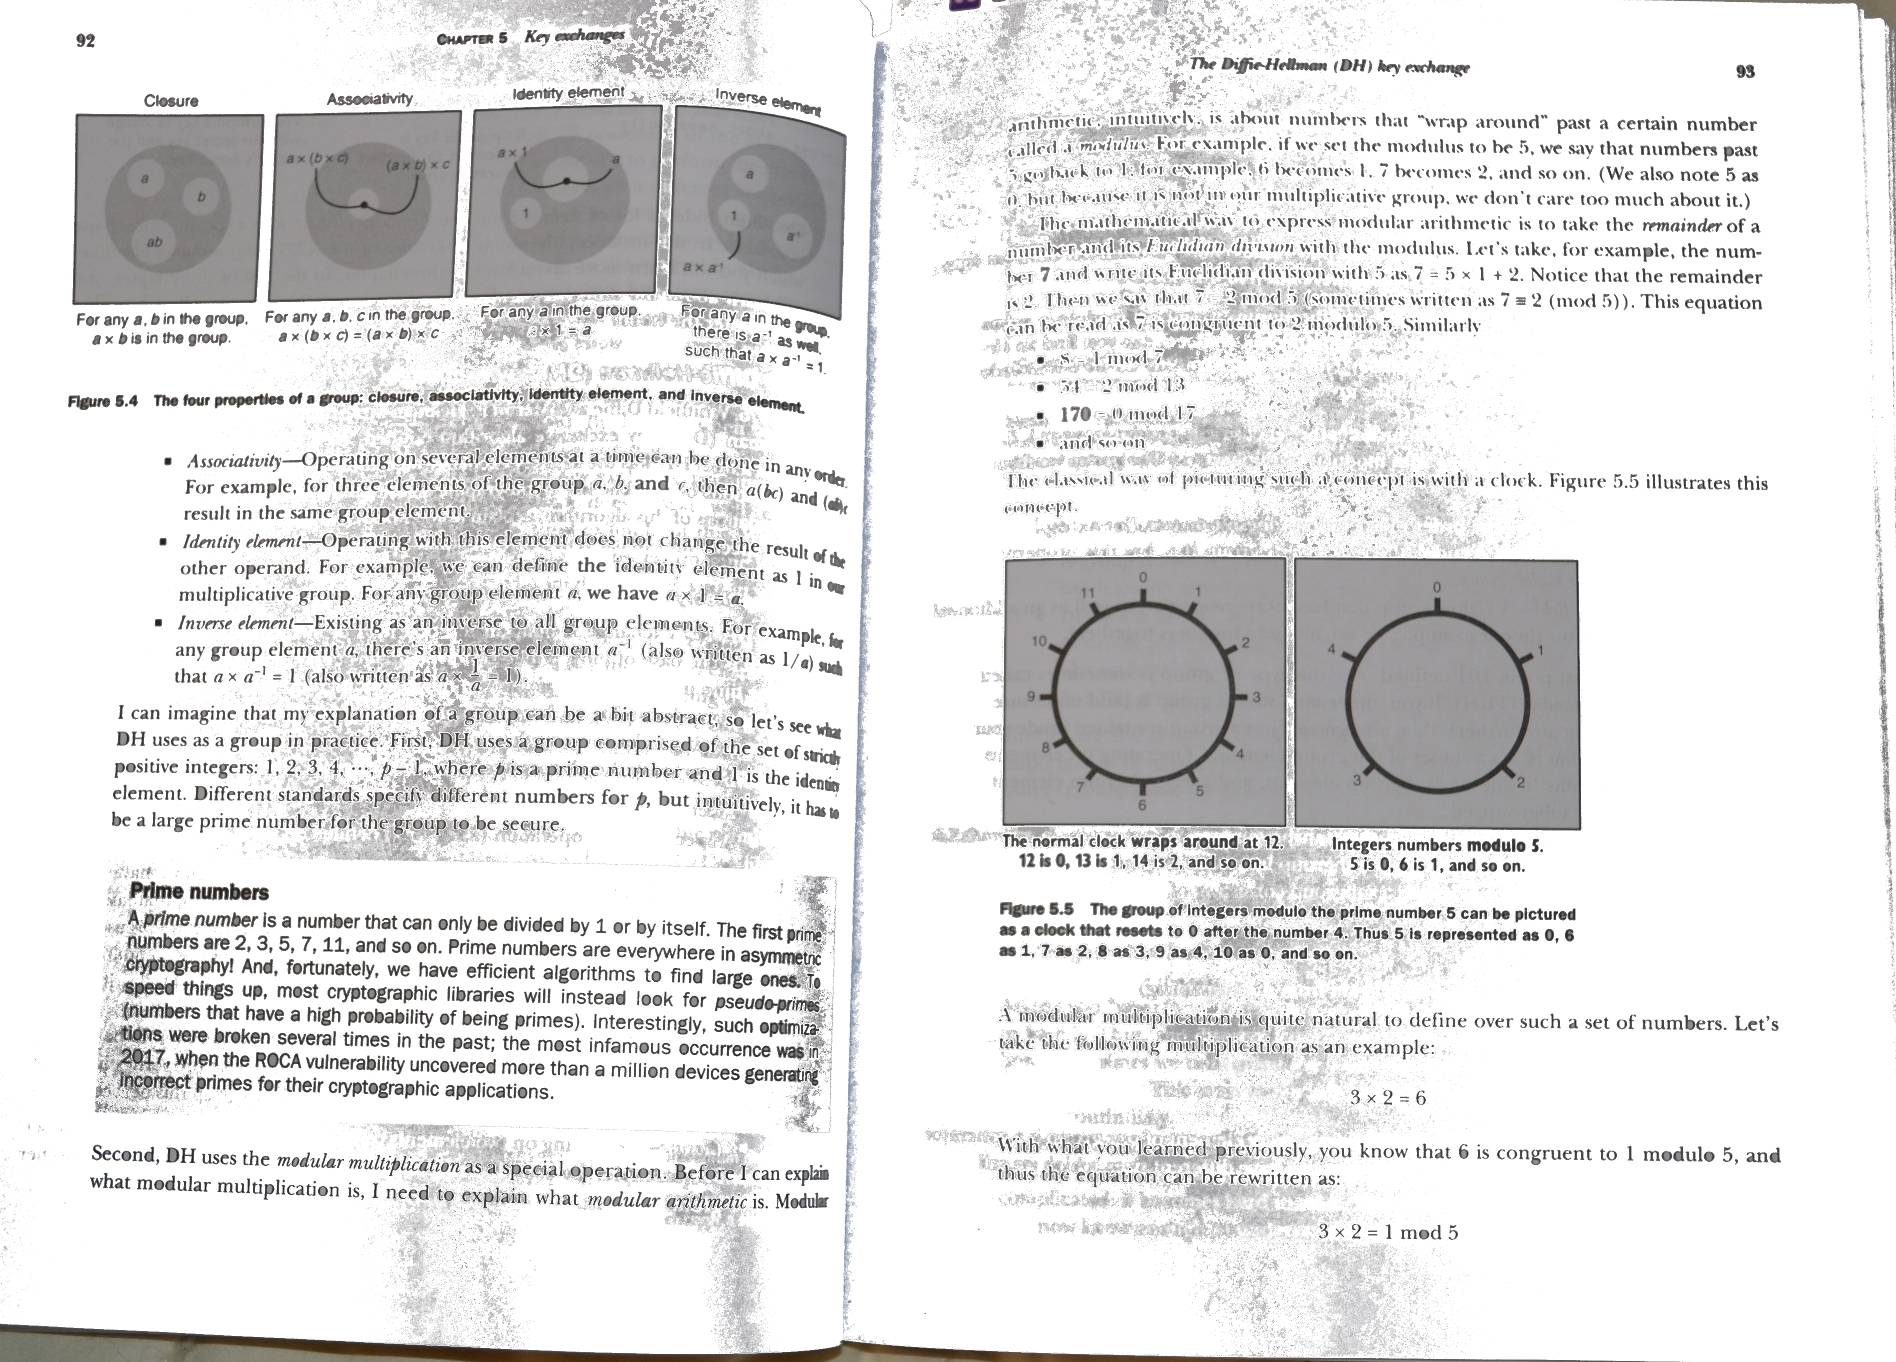 92
CHAPTER 5 Key exchanges
Closure
Associativity
Identity element
Inverse element
a
b
ab
a × (b × c)
(a × b) × c
a × 1
a
1
a
1
a⁻¹
a × a⁻¹
For any a, b in the group,
a × b is in the group.
For any a, b, c in the group.
a × (b × c) = (a × b) × c
For any a in the group.
a × 1 = a
For any a in the group,
there is a⁻¹ as well,
such that a × a⁻¹ = 1.
Figure 5.4 The four properties of a group: closure, associativity, identity element, and inverse element.
▪ Associativity—Operating on several elements at a time can be done in any order.
For example, for three elements of the group a, b, and c, then a(bc) and (ab)c
result in the same group element.
▪ Identity element—Operating with this element does not change the result of the
other operand. For example, we can define the identity element as 1 in our
multiplicative group. For any group element a, we have a × 1 = a.
▪ Inverse element—Existing as an inverse to all group elements. For example, for
any group element a, there's an inverse element a⁻¹ (also written as 1/a) such
that a × a⁻¹ = 1 (also written as a × 1/a = 1).
I can imagine that my explanation of a group can be a bit abstract, so let's see what
DH uses as a group in practice. First, DH uses a group comprised of the set of strictly
positive integers: 1, 2, 3, 4, ···, p – 1, where p is a prime number and 1 is the identity
element. Different standards specify different numbers for p, but intuitively, it has to
be a large prime number for the group to be secure.
Prime numbers
A prime number is a number that can only be divided by 1 or by itself. The first prime
numbers are 2, 3, 5, 7, 11, and so on. Prime numbers are everywhere in asymmetric
cryptography! And, fortunately, we have efficient algorithms to find large ones. To
speed things up, most cryptographic libraries will instead look for pseudo-primes
(numbers that have a high probability of being primes). Interestingly, such optimiza-
tions were broken several times in the past; the most infamous occurrence was in
2017, when the ROCA vulnerability uncovered more than a million devices generating
incorrect primes for their cryptographic applications.
Second, DH uses the modular multiplication as a special operation. Before I can explain
what modular multiplication is, I need to explain what modular arithmetic is. Modular
The Diffie-Hellman (DH) key exchange
93
arithmetic, intuitively, is about numbers that "wrap around" past a certain number
called a modulus. For example, if we set the modulus to be 5, we say that numbers past
5 go back to 1; for example, 6 becomes 1, 7 becomes 2, and so on. (We also note 5 as
0, but because it is not in our multiplicative group, we don't care too much about it.)
The mathematical way to express modular arithmetic is to take the remainder of a
number and its Euclidian division with the modulus. Let's take, for example, the num-
ber 7 and write its Euclidian division with 5 as 7 = 5 × 1 + 2. Notice that the remainder
is 2. Then we say that 7 = 2 mod 5 (sometimes written as 7 ≡ 2 (mod 5)). This equation
can be read as 7 is congruent to 2 modulo 5. Similarly
▪ 8 = 1 mod 7
▪ 54 = 2 mod 13
▪ 170 = 0 mod 17
▪ and so on
The classical way of picturing such a concept is with a clock. Figure 5.5 illustrates this
concept.
0
1
2
3
4
5
6
7
8
9
10
11
0
1
2
3
4
The normal clock wraps around at 12.
12 is 0, 13 is 1, 14 is 2, and so on.
Integers numbers modulo 5.
5 is 0, 6 is 1, and so on.
Figure 5.5 The group of integers modulo the prime number 5 can be pictured
as a clock that resets to 0 after the number 4. Thus 5 is represented as 0, 6
as 1, 7 as 2, 8 as 3, 9 as 4, 10 as 0, and so on.
A modular multiplication is quite natural to define over such a set of numbers. Let's
take the following multiplication as an example:
3 × 2 = 6
With what you learned previously, you know that 6 is congruent to 1 modulo 5, and
thus the equation can be rewritten as:
3 × 2 = 1 mod 5